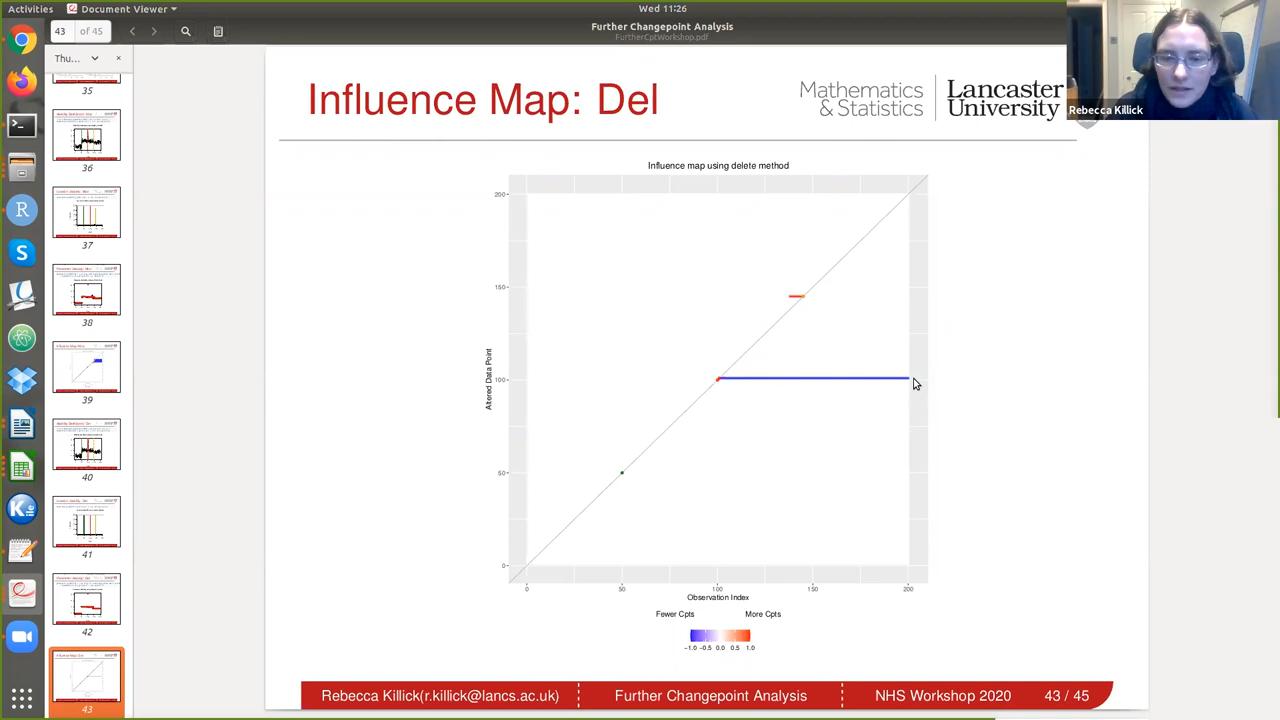 Activities
Document Viewer
Wed 11:26
43
of 45
Further Changepoint Analysis
FurtherCptWorkshop.pdf
Thu...
35
36
37
38
39
40
41
42
43
Influence Map: Del
Mathematics
& Statistics
Lancaster
University
Rebecca Killick
Influence map using delete method
Altered Data Point
200
150
100
50
0
0
50
100
150
200
Observation Index
Fewer Cpts
More Cpts
−1.0 −0.5 0.0 0.5 1.0
Rebecca Killick(r.killick@lancs.ac.uk)
Further Changepoint Analysis
NHS Workshop 2020
43 / 45